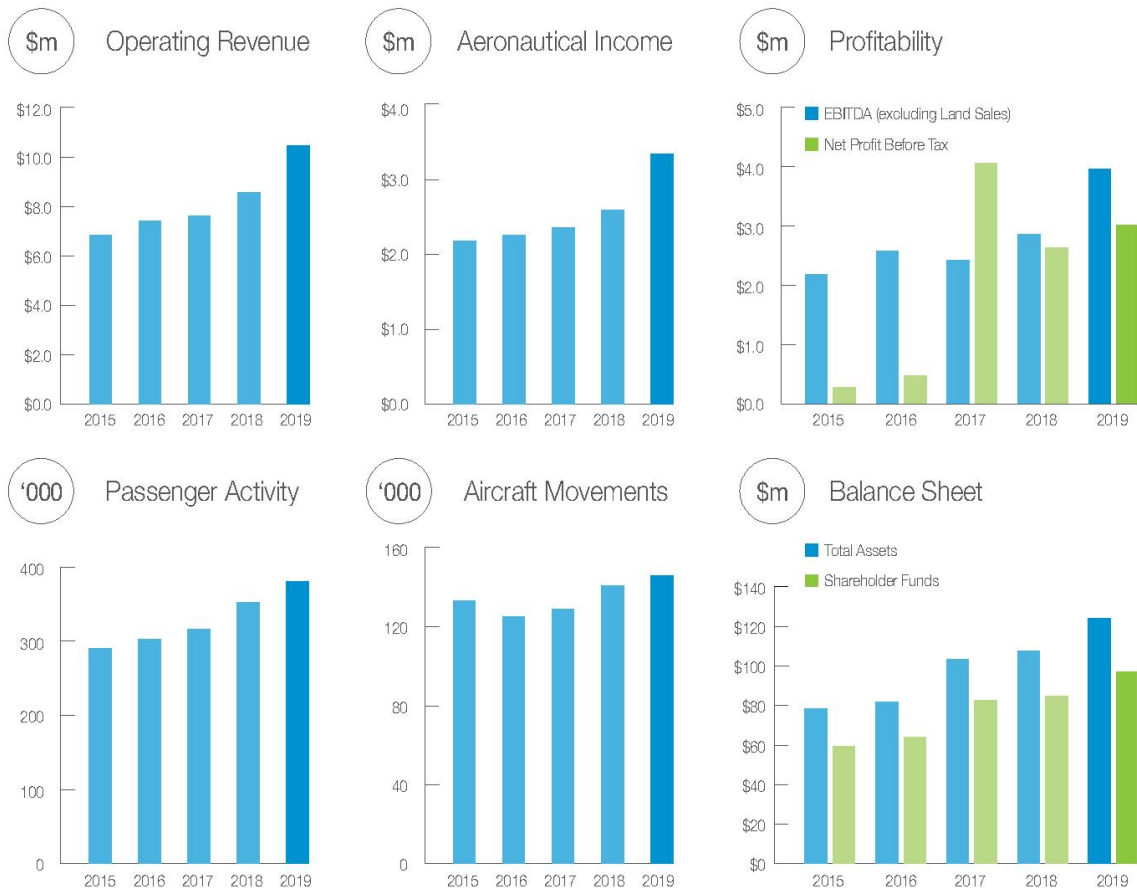 $m Operating Revenue
$12.0
$10.0
$8.0
$6.0
$4.0
$2.0
$0.0
2015 2016 2017 2018 2019
$m Aeronautical Income
$4.0
$3.0
$2.0
$1.0
$0.0
2015 2016 2017 2018 2019
$m Profitability
EBITDA (excluding Land Sales)
Net Profit Before Tax
$5.0
$4.0
$3.0
$2.0
$1.0
$0.0
2015 2016 2017 2018 2019
‘000 Passenger Activity
400
300
200
100
0
2015 2016 2017 2018 2019
‘000 Aircraft Movements
160
120
80
40
0
2015 2016 2017 2018 2019
$m Balance Sheet
Total Assets
Shareholder Funds
$140
$120
$100
$80
$60
$40
$20
$0
2015 2016 2017 2018 2019